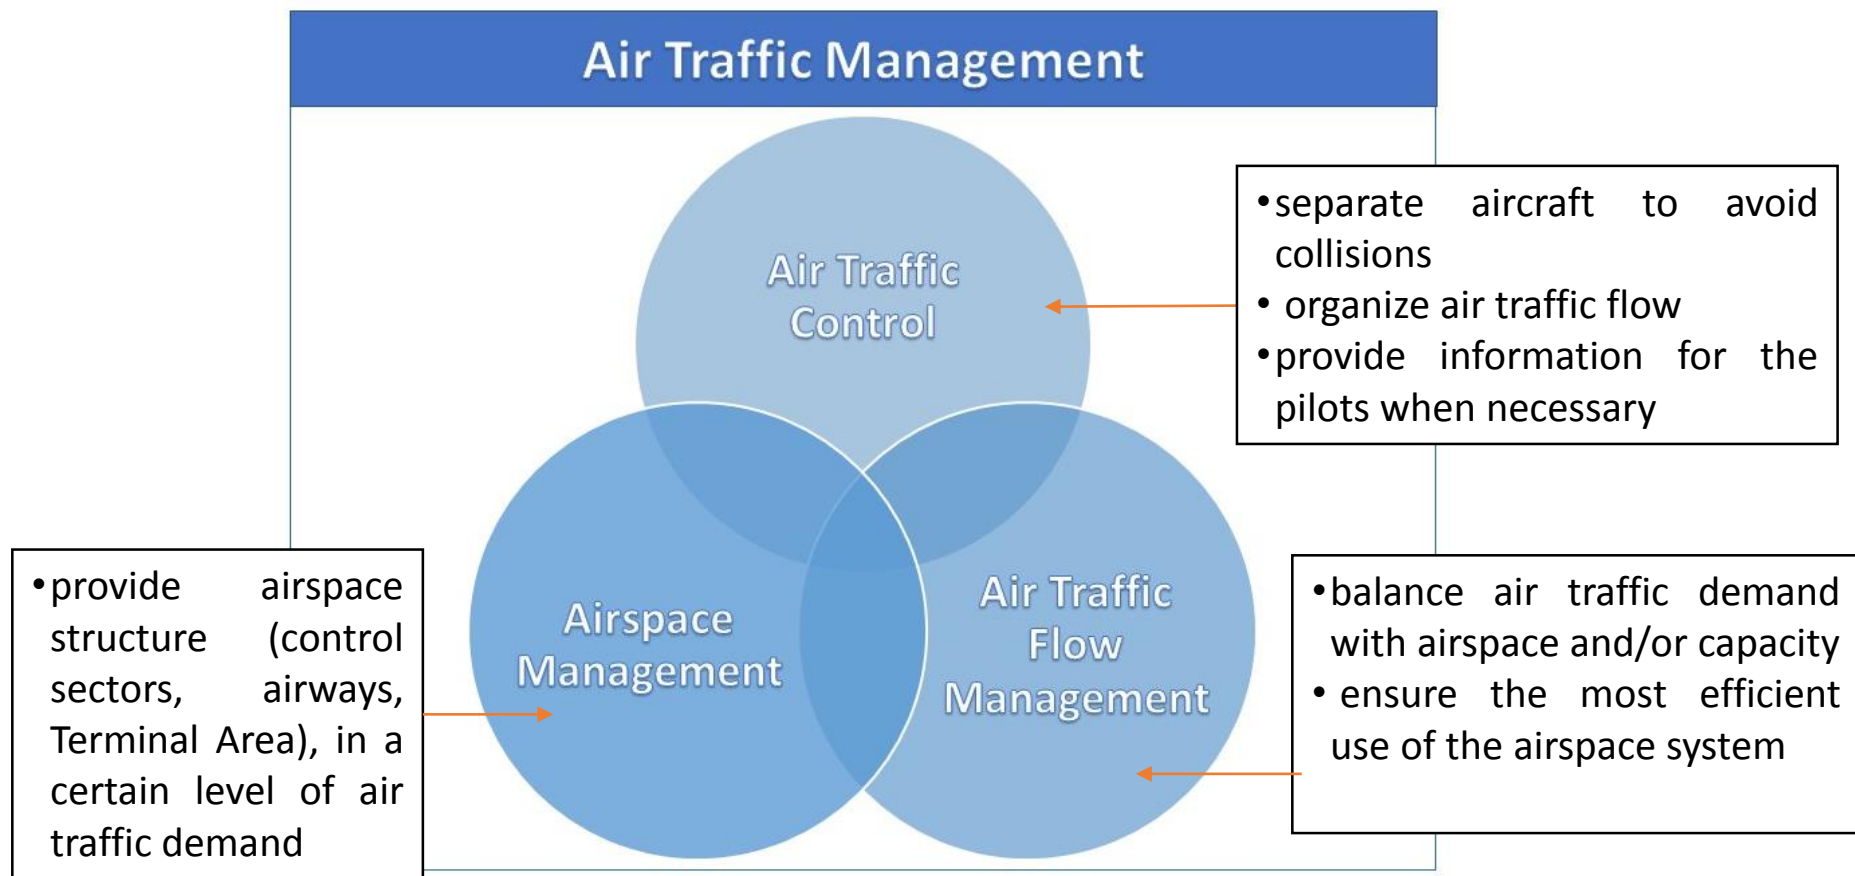 Air Traffic Management
Air Traffic
Control
•separate aircraft to avoid
collisions
• organize air traffic flow
•provide information for the
pilots when necessary
Airspace
Management
•provide airspace
structure (control
sectors, airways,
Terminal Area), in a
certain level of air
traffic demand
Air Traffic
Flow
Management
•balance air traffic demand
with airspace and/or capacity
• ensure the most efficient
use of the airspace system